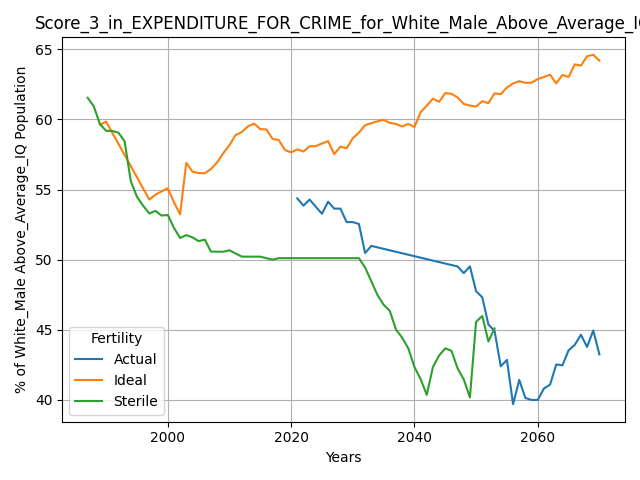 Score_3_in_EXPENDITURE_FOR_CRIME_for_White_Male_Above_Average_IQ
% of White_Male Above_Average_IQ Population
65
60
55
50
45
40
Fertility
Actual
Ideal
Sterile
2000
2020
2040
2060
Years